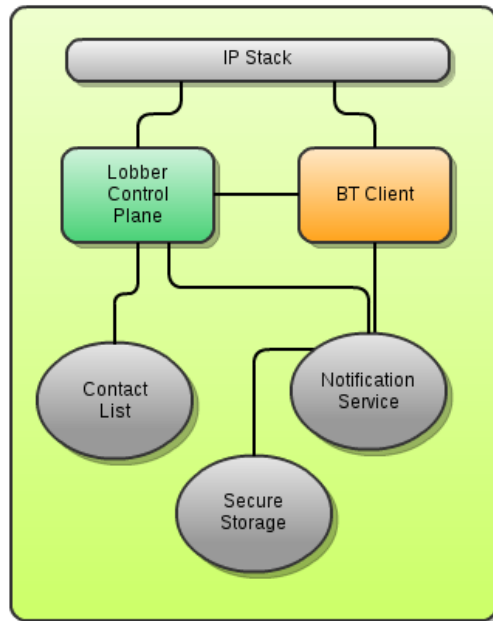 IP Stack
Lobber
Control
Plane
BT Client
Contact
List
Notification
Service
Secure
Storage